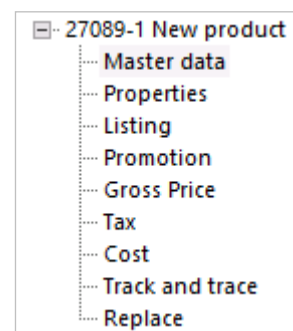 27089-1 New product
Master data
Properties
Listing
Promotion
Gross Price
Tax
Cost
Track and trace
Replace